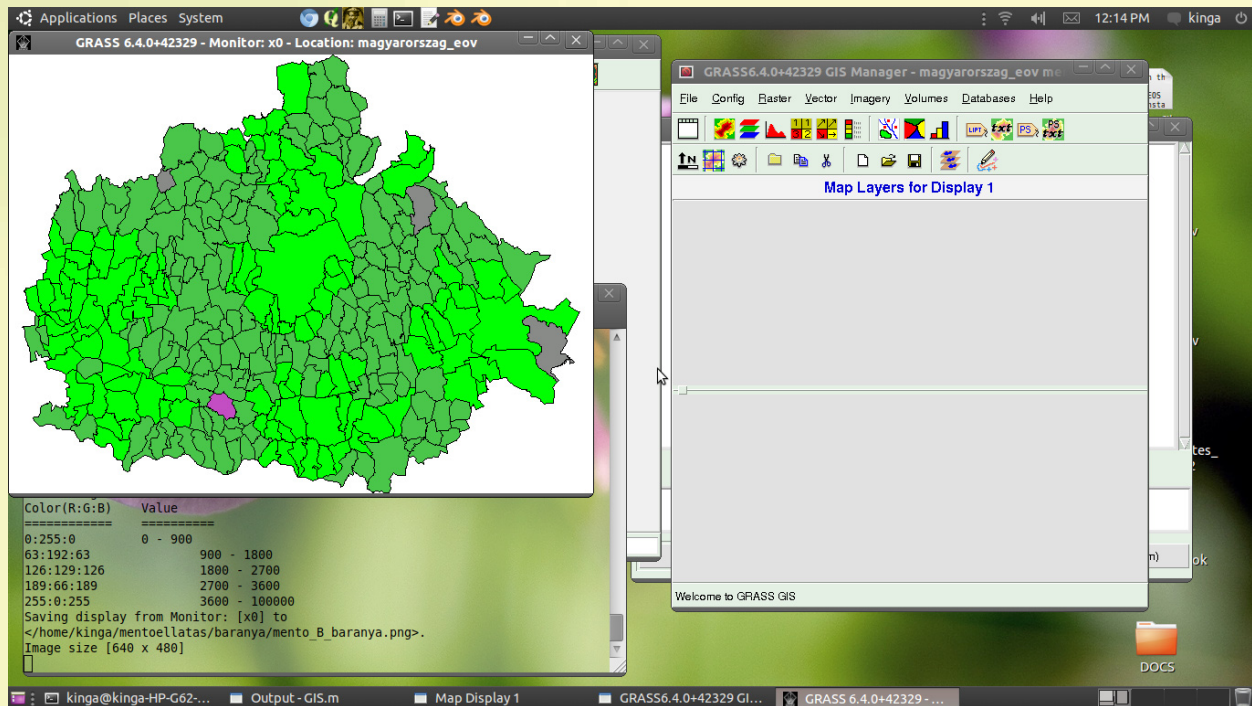 Applications Places System
12:14 PM kinga
GRASS 6.4.0+42329 - Monitor: x0 - Location: magyarorszag_eov
GRASS6.4.0+42329 GIS Manager - magyarorszag_eov me
File Config Raster Vector Imagery Volumes Databases Help
Map Layers for Display 1
Welcome to GRASS GIS
Color(R:G:B) Value
============ ==========
0:255:0 0 - 900
63:192:63 900 - 1800
126:129:126 1800 - 2700
189:66:189 2700 - 3600
255:0:255 3600 - 100000
Saving display from Monitor: [x0] to
</home/kinga/mentoellatas/baranya/mento_B_baranya.png>.
Image size [640 x 480]
DOCS
kinga@kinga-HP-G62-... Output - GIS.m Map Display 1 GRASS6.4.0+42329 GI... GRASS 6.4.0+42329 -...